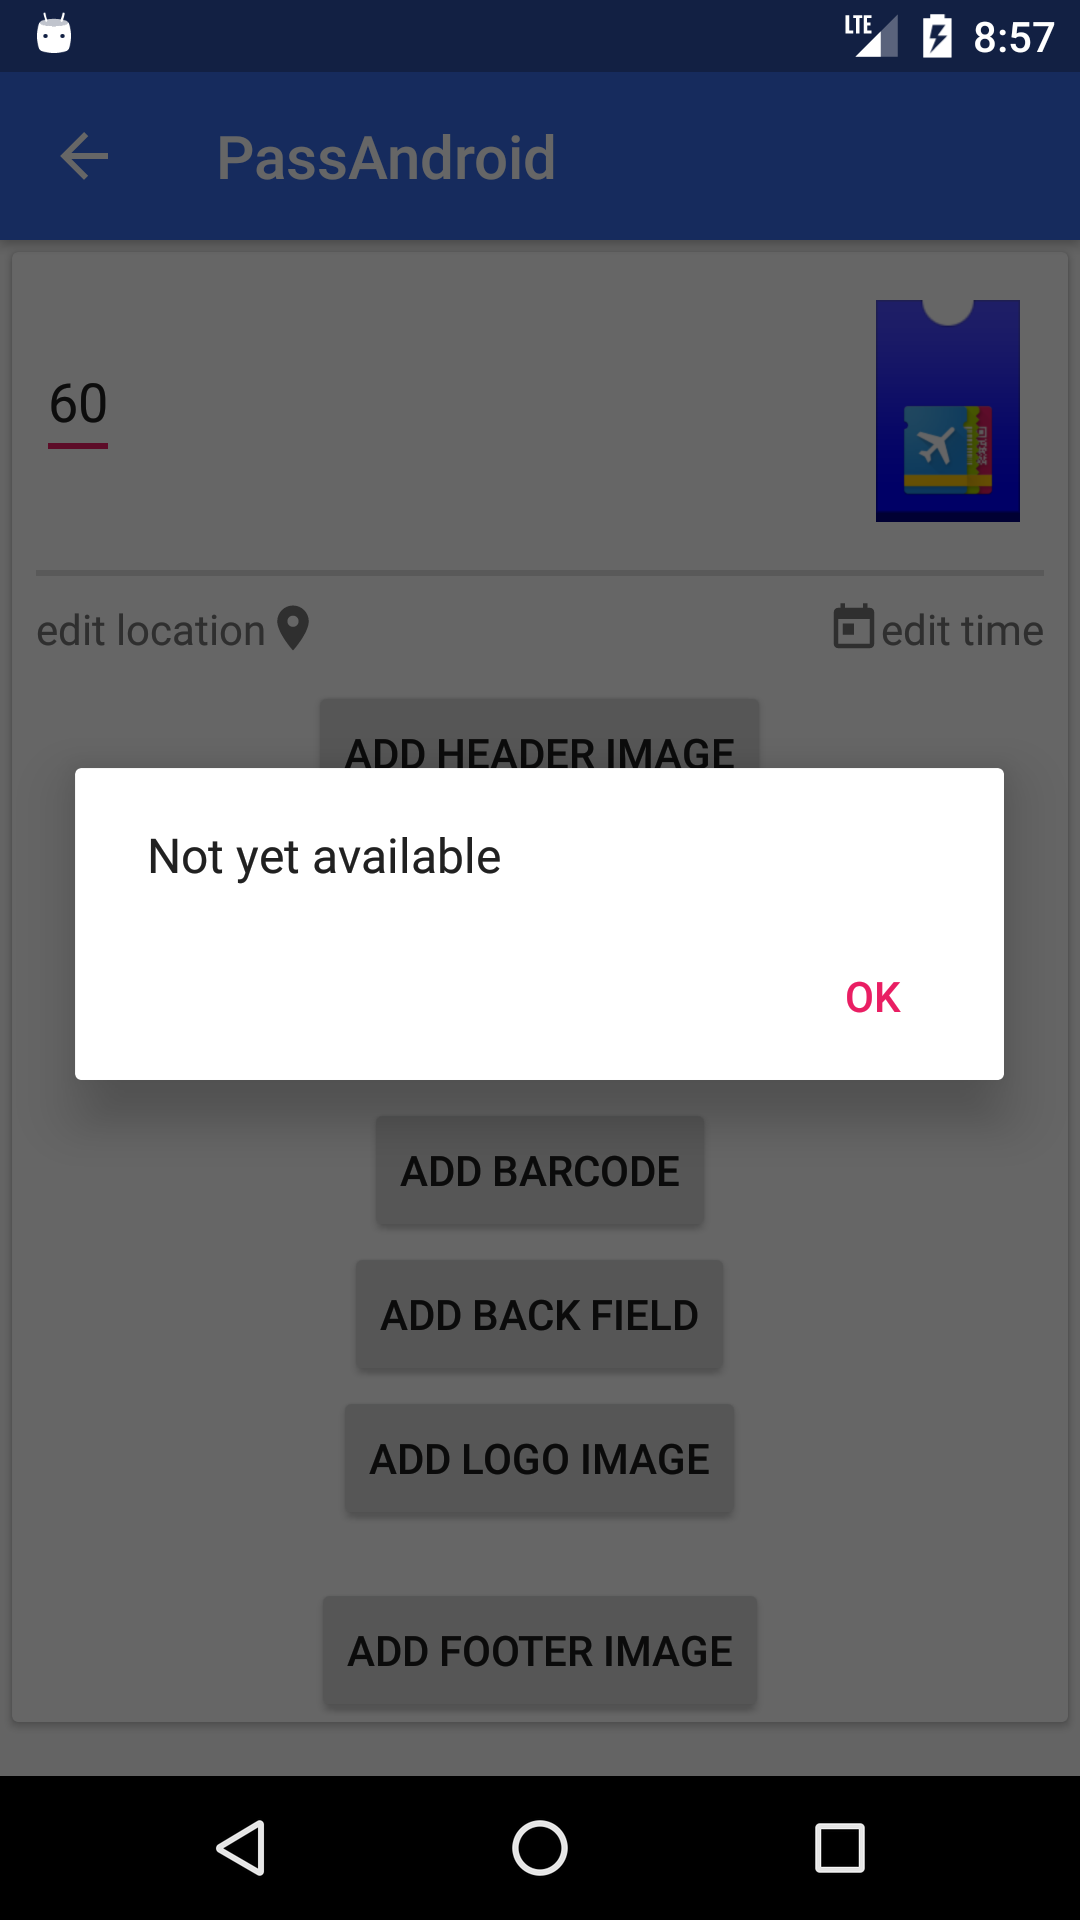 LTE 8:57
PassAndroid
60
edit location edit time
ADD HEADER IMAGE
Not yet available
OK
ADD BARCODE
ADD BACK FIELD
ADD LOGO IMAGE
ADD FOOTER IMAGE